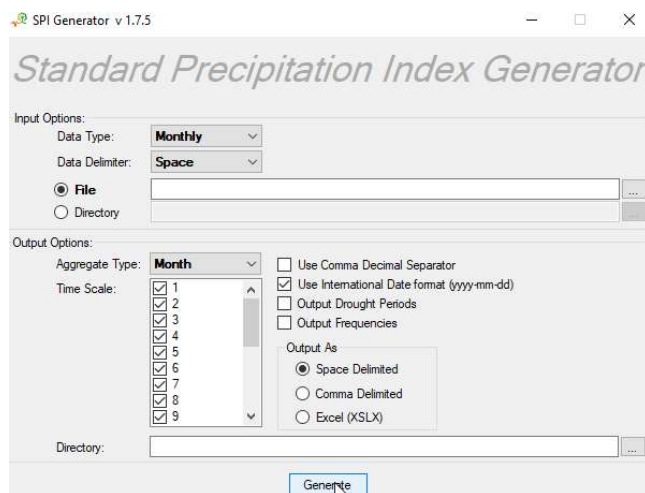 SPI Generator v 1.7.5
Standard Precipitation Index Generator
Input Options:
Data Type: Monthly
Data Delimiter: Space
File ...
Directory ...
Output Options:
Aggregate Type: Month
Use Comma Decimal Separator
Time Scale: 1
Use International Date format (yyyy-mm-dd)
2
Output Drought Periods
3
Output Frequencies
4
Output As
5
Space Delimited
6
7
Comma Delimited
8
Excel (XSLX)
9
Directory: ...
Generate